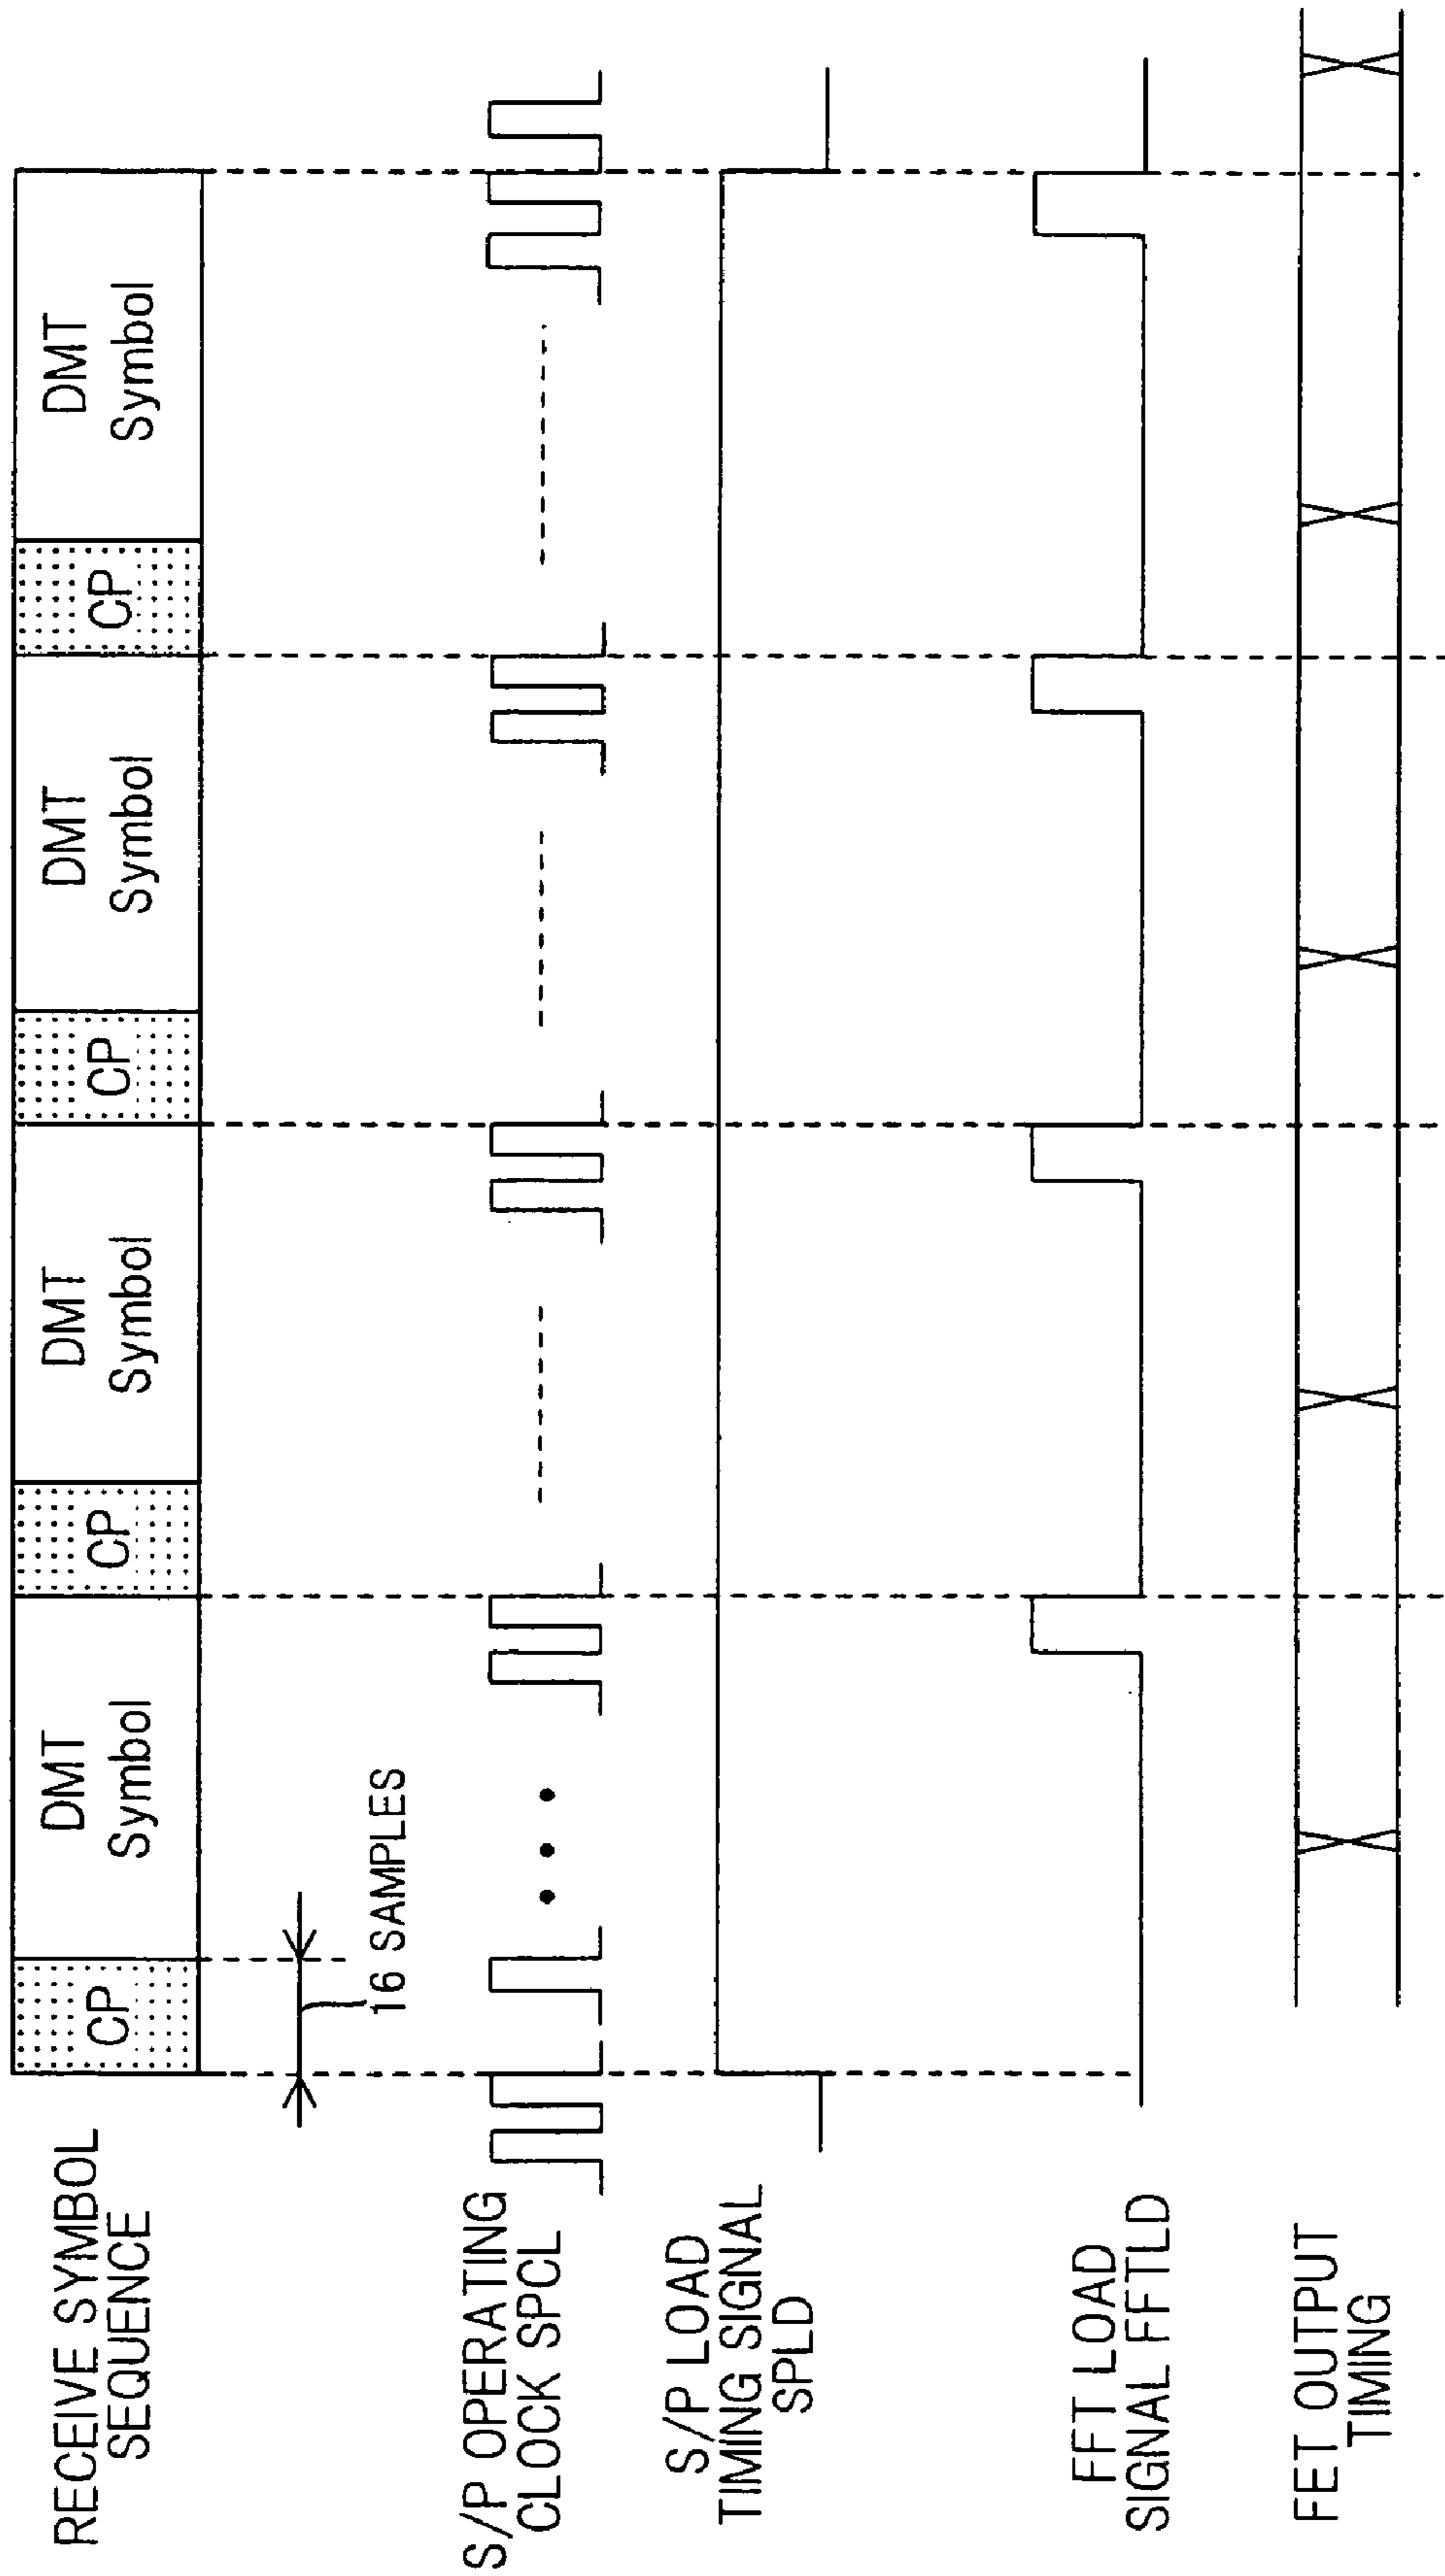 RECEIVE SYMBOL
SEQUENCE
CP
DMT
Symbol
CP
DMT
Symbol
CP
DMT
Symbol
CP
DMT
Symbol
16 SAMPLES
S/P OPERATING
CLOCK SPCL
S/P LOAD
TIMING SIGNAL
SPLD
FFT LOAD
SIGNAL FFTLD
FET OUTPUT
TIMING